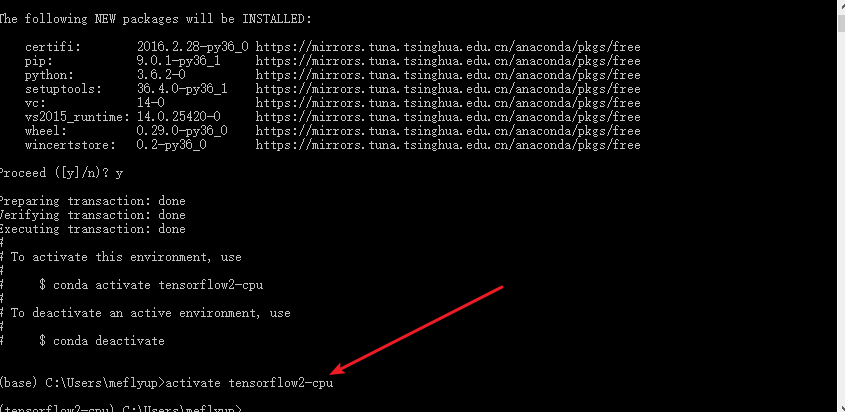 The following NEW packages will be INSTALLED:
certifi: 2016.2.28-py36_0 https://mirrors.tuna.tsinghua.edu.cn/anaconda/pkgs/free
pip: 9.0.1-py36_1 https://mirrors.tuna.tsinghua.edu.cn/anaconda/pkgs/free
python: 3.6.2-0 https://mirrors.tuna.tsinghua.edu.cn/anaconda/pkgs/free
setuptools: 36.4.0-py36_1 https://mirrors.tuna.tsinghua.edu.cn/anaconda/pkgs/free
vc: 14-0 https://mirrors.tuna.tsinghua.edu.cn/anaconda/pkgs/free
vs2015_runtime: 14.0.25420-0 https://mirrors.tuna.tsinghua.edu.cn/anaconda/pkgs/free
wheel: 0.29.0-py36_0 https://mirrors.tuna.tsinghua.edu.cn/anaconda/pkgs/free
wincertstore: 0.2-py36_0 https://mirrors.tuna.tsinghua.edu.cn/anaconda/pkgs/free
Proceed ([y]/n)? y
Preparing transaction: done
Verifying transaction: done
Executing transaction: done
#
# To activate this environment, use
#
# $ conda activate tensorflow2-cpu
#
# To deactivate an active environment, use
#
# $ conda deactivate
(base) C:\Users\meflyup>activate tensorflow2-cpu
(tensorflow2-cpu) C:\Users\meflyup>